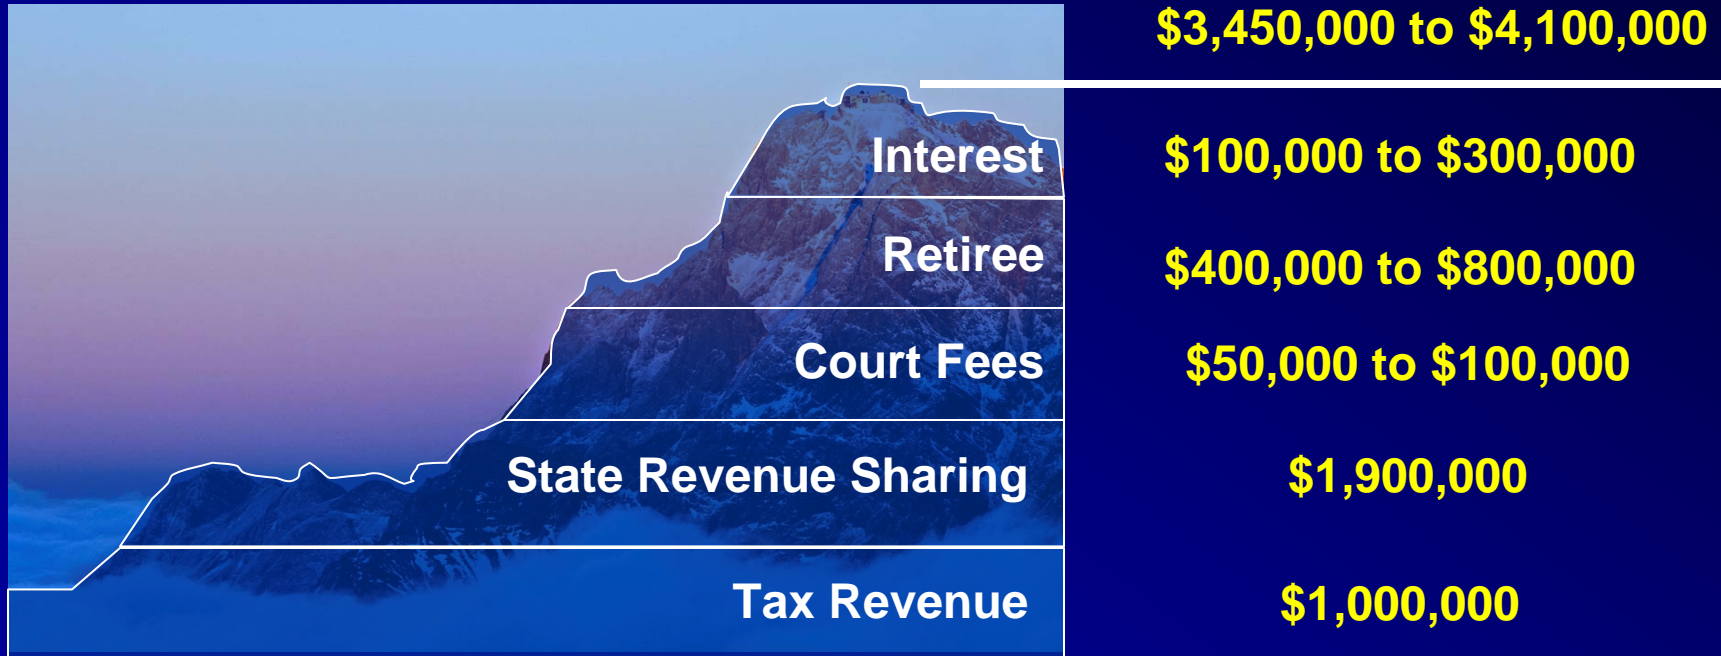 $3,450,000 to $4,100,000
Interest $100,000 to $300,000
Retiree $400,000 to $800,000
Court Fees $50,000 to $100,000
State Revenue Sharing $1,900,000
Tax Revenue $1,000,000